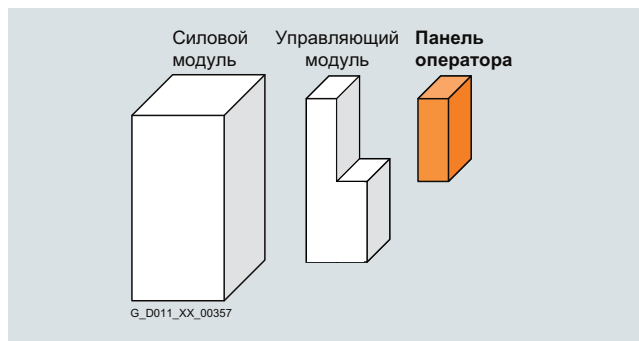 Силовой
модуль
Управляющий
модуль
Панель
оператора
G_D011_XX_00357